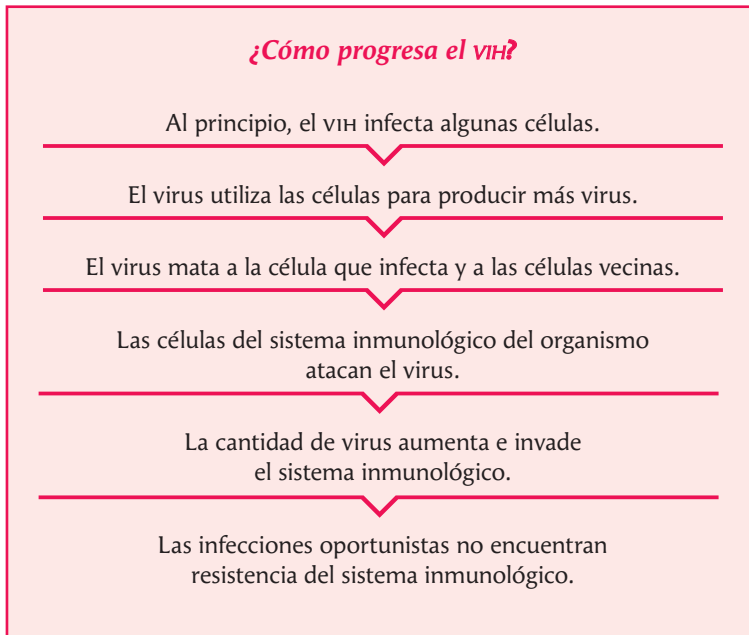 ¿Cómo progresa el VIH?
Al principio, el VIH infecta algunas células.
El virus utiliza las células para producir más virus.
El virus mata a la célula que infecta y a las células vecinas.
Las células del sistema inmunológico del organismo
atacan el virus.
La cantidad de virus aumenta e invade
el sistema inmunológico.
Las infecciones oportunistas no encuentran
resistencia del sistema inmunológico.